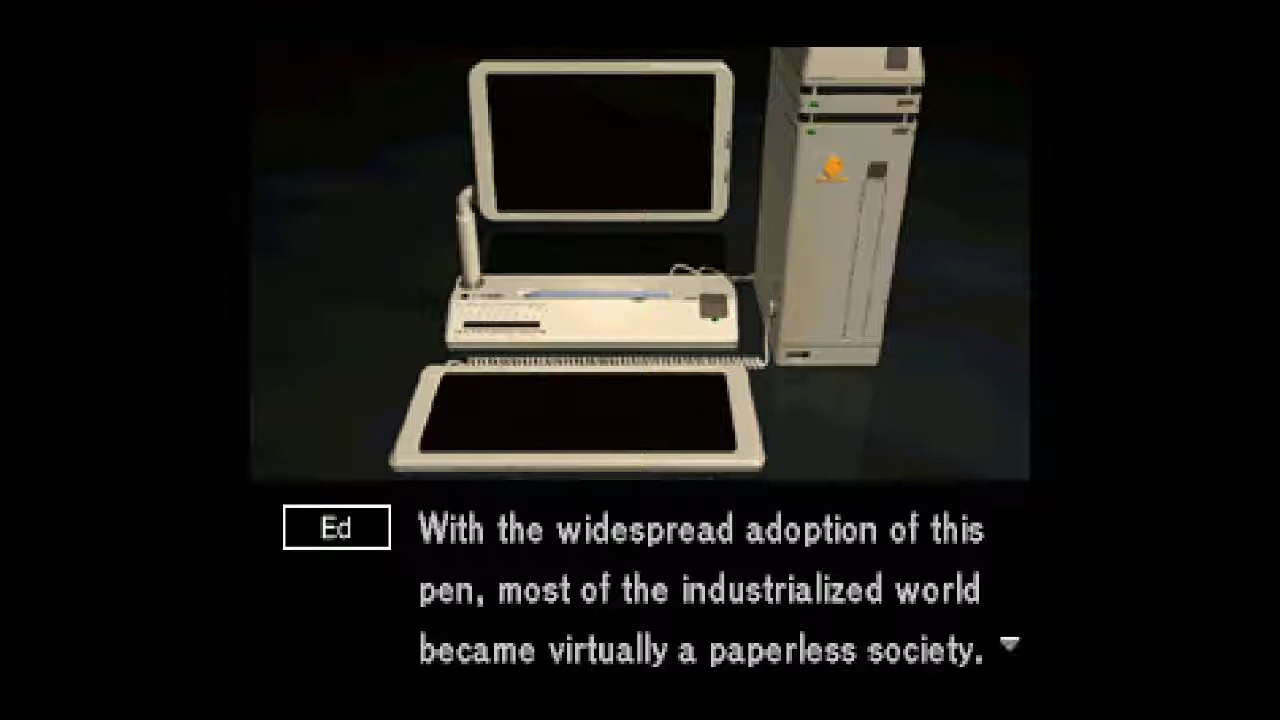 Ed
With the widespread adoption of this
pen, most of the industrialized world
became virtually a paperless society.